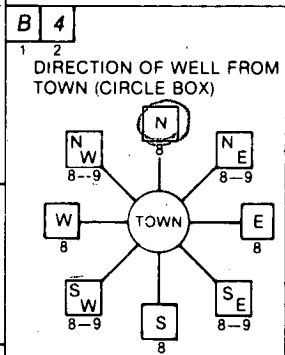 B 4
1 2
DIRECTION OF WELL FROM
TOWN (CIRCLE BOX)
N
8
N W
8--9
N E
8-9
W
8
TOWN
E
8
S W
8-9
S
8
S E
8-9